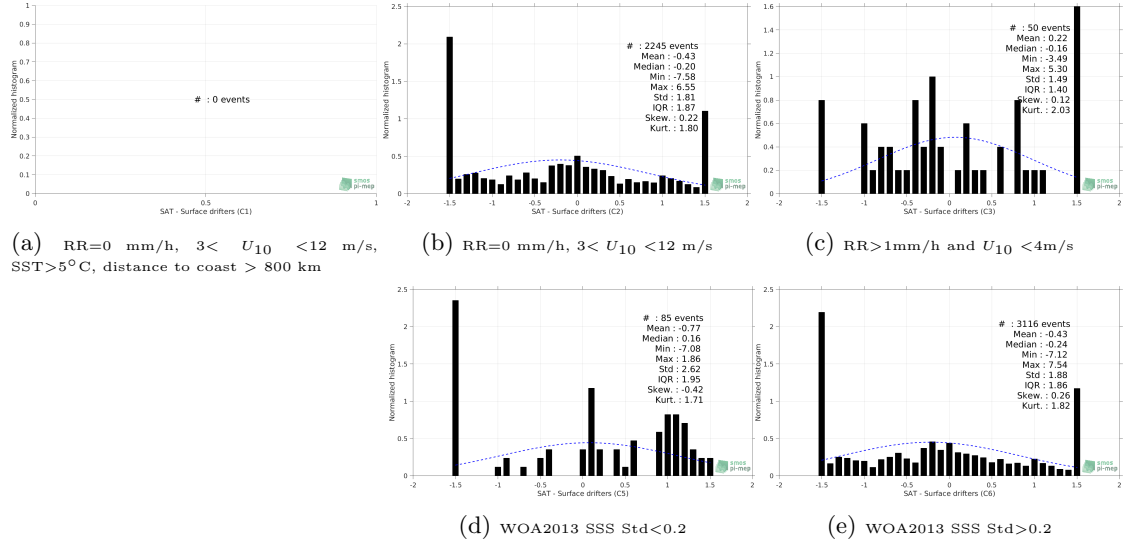 1
0.9
0.8
0.7
0.6
0.5
0.4
0.3
0.2
0.1
0
Normalized histogram
# : 0 events
smos
pi-mep
0 0.5 1
SAT - Surface drifters (C1)
(a) RR=0 mm/h, 3< U10 <12 m/s,
SST>5°C, distance to coast > 800 km
2.5
2
1.5
1
0.5
0
Normalized histogram
# : 2245 events
Mean : -0.43
Median : -0.20
Min : -7.58
Max : 6.55
Std : 1.81
IQR : 1.87
Skew. : 0.22
Kurt. : 1.80
smos
pi-mep
-2 -1.5 -1 -0.5 0 0.5 1 1.5 2
SAT - Surface drifters (C2)
(b) RR=0 mm/h, 3< U10 <12 m/s
1.6
1.4
1.2
1
0.8
0.6
0.4
0.2
0
Normalized histogram
# : 50 events
Mean : 0.22
Median : -0.16
Min : -3.49
Max : 5.30
Std : 1.49
IQR : 1.40
Skew. : 0.12
Kurt. : 2.03
smos
pi-mep
-2 -1.5 -1 -0.5 0 0.5 1 1.5 2
SAT - Surface drifters (C3)
(c) RR>1mm/h and U10 <4m/s
2.5
2
1.5
1
0.5
0
Normalized histogram
# : 85 events
Mean : -0.77
Median : 0.16
Min : -7.08
Max : 1.86
Std : 2.62
IQR : 1.95
Skew. : -0.42
Kurt. : 1.71
smos
pi-mep
-2 -1.5 -1 -0.5 0 0.5 1 1.5 2
SAT - Surface drifters (C5)
(d) WOA2013 SSS Std<0.2
2.5
2
1.5
1
0.5
0
Normalized histogram
# : 3116 events
Mean : -0.43
Median : -0.24
Min : -7.12
Max : 7.54
Std : 1.88
IQR : 1.86
Skew. : 0.26
Kurt. : 1.82
smos
pi-mep
-2 -1.5 -1 -0.5 0 0.5 1 1.5 2
SAT - Surface drifters (C6)
(e) WOA2013 SSS Std>0.2